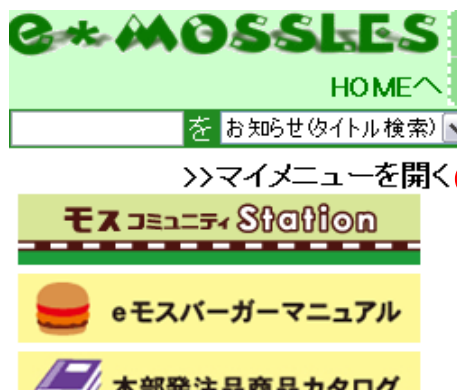 e*MOSSLES
HOMEへ
を お知らせ(タイトル検索)
>>マイメニューを開く
モスコミュニティStation
eモスバーガーマニュアル
本部発注品商品カタログ